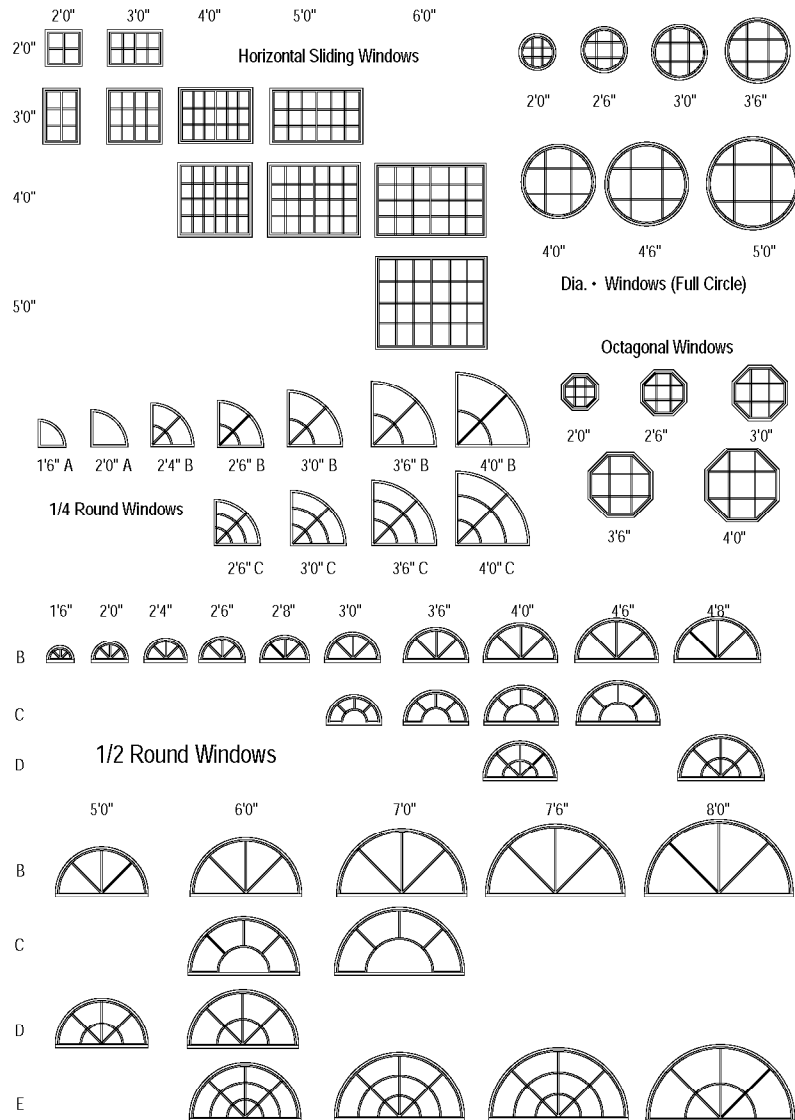 2'0" 3'0" 4'0" 5'0" 6'0"
2'0"
Horizontal Sliding Windows
3'0"
4'0"
5'0"
2'0" 2'6" 3'0" 3'6"
4'0" 4'6" 5'0"
Dia. • Windows (Full Circle)
Octagonal Windows
2'0" 2'6" 3'0"
3'6" 4'0"
1'6" A 2'0" A 2'4" B 2'6" B 3'0" B 3'6" B 4'0" B
1/4 Round Windows
2'6" C 3'0" C 3'6" C 4'0" C
1'6" 2'0" 2'4" 2'6" 2'8" 3'0" 3'6" 4'0" 4'6" 4'8"
B
C
D
1/2 Round Windows
5'0" 6'0" 7'0" 7'6" 8'0"
B
C
D
E